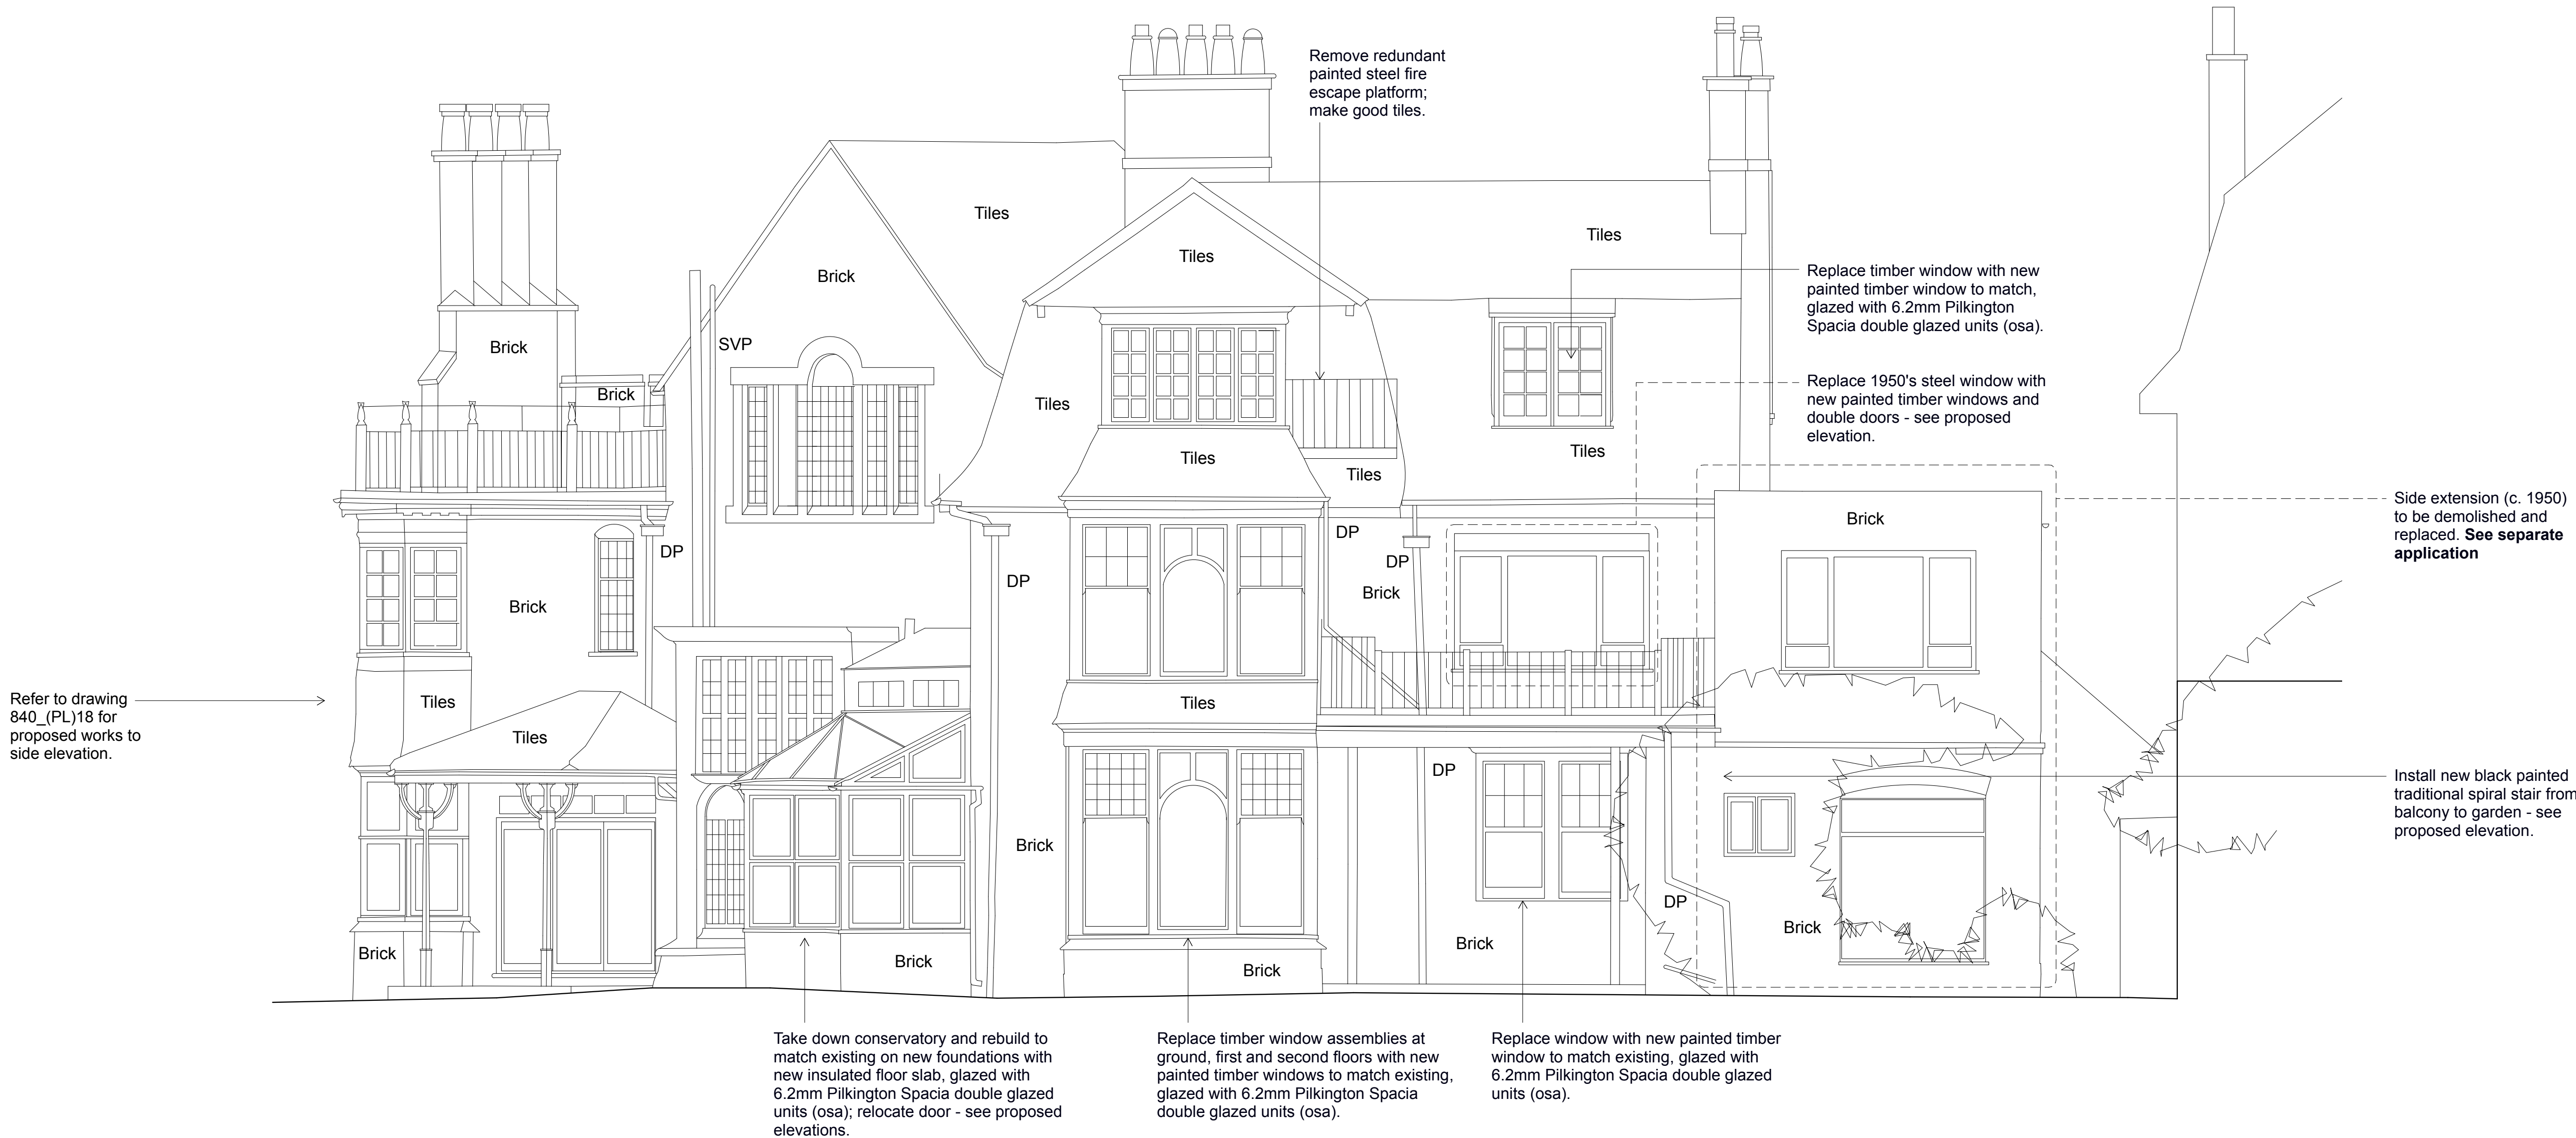 Remove redundant
painted steel fire
escape platform;
make good tiles.
Tiles
Tiles
Tiles
Brick
Replace timber window with new
painted timber window to match,
glazed with 6.2mm Pilkington
Spacia double glazed units (osa).
SVP
Brick
Brick
Tiles
Replace 1950's steel window with
new painted timber windows and
double doors - see proposed
elevation.
Tiles
Tiles
Tiles
Side extension (c. 1950)
to be demolished and
replaced. See separate
application
Brick
DP
DP
DP
DP
Brick
Brick
Refer to drawing
840_(PL)18 for
proposed works to
side elevation.
Tiles
Tiles
Tiles
DP
Install new black painted
traditional spiral stair from
balcony to garden - see
proposed elevation.
Brick
DP
Brick
Brick
Brick
Brick
Brick
Take down conservatory and rebuild to
match existing on new foundations with
new insulated floor slab, glazed with
6.2mm Pilkington Spacia double glazed
units (osa); relocate door - see proposed
elevations.
Replace timber window assemblies at
ground, first and second floors with new
painted timber windows to match existing,
glazed with 6.2mm Pilkington Spacia
double glazed units (osa).
Replace window with new painted timber
window to match existing, glazed with
6.2mm Pilkington Spacia double glazed
units (osa).